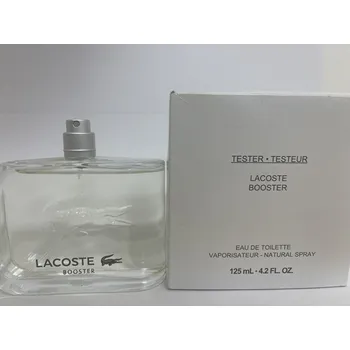 LACOSTE
BOOSTER
TESTER • TESTEUR
LACOSTE
BOOSTER
EAU DE TOILETTE
VAPORISATEUR - NATURAL SPRAY
125 mL • 4.2 FL. OZ.